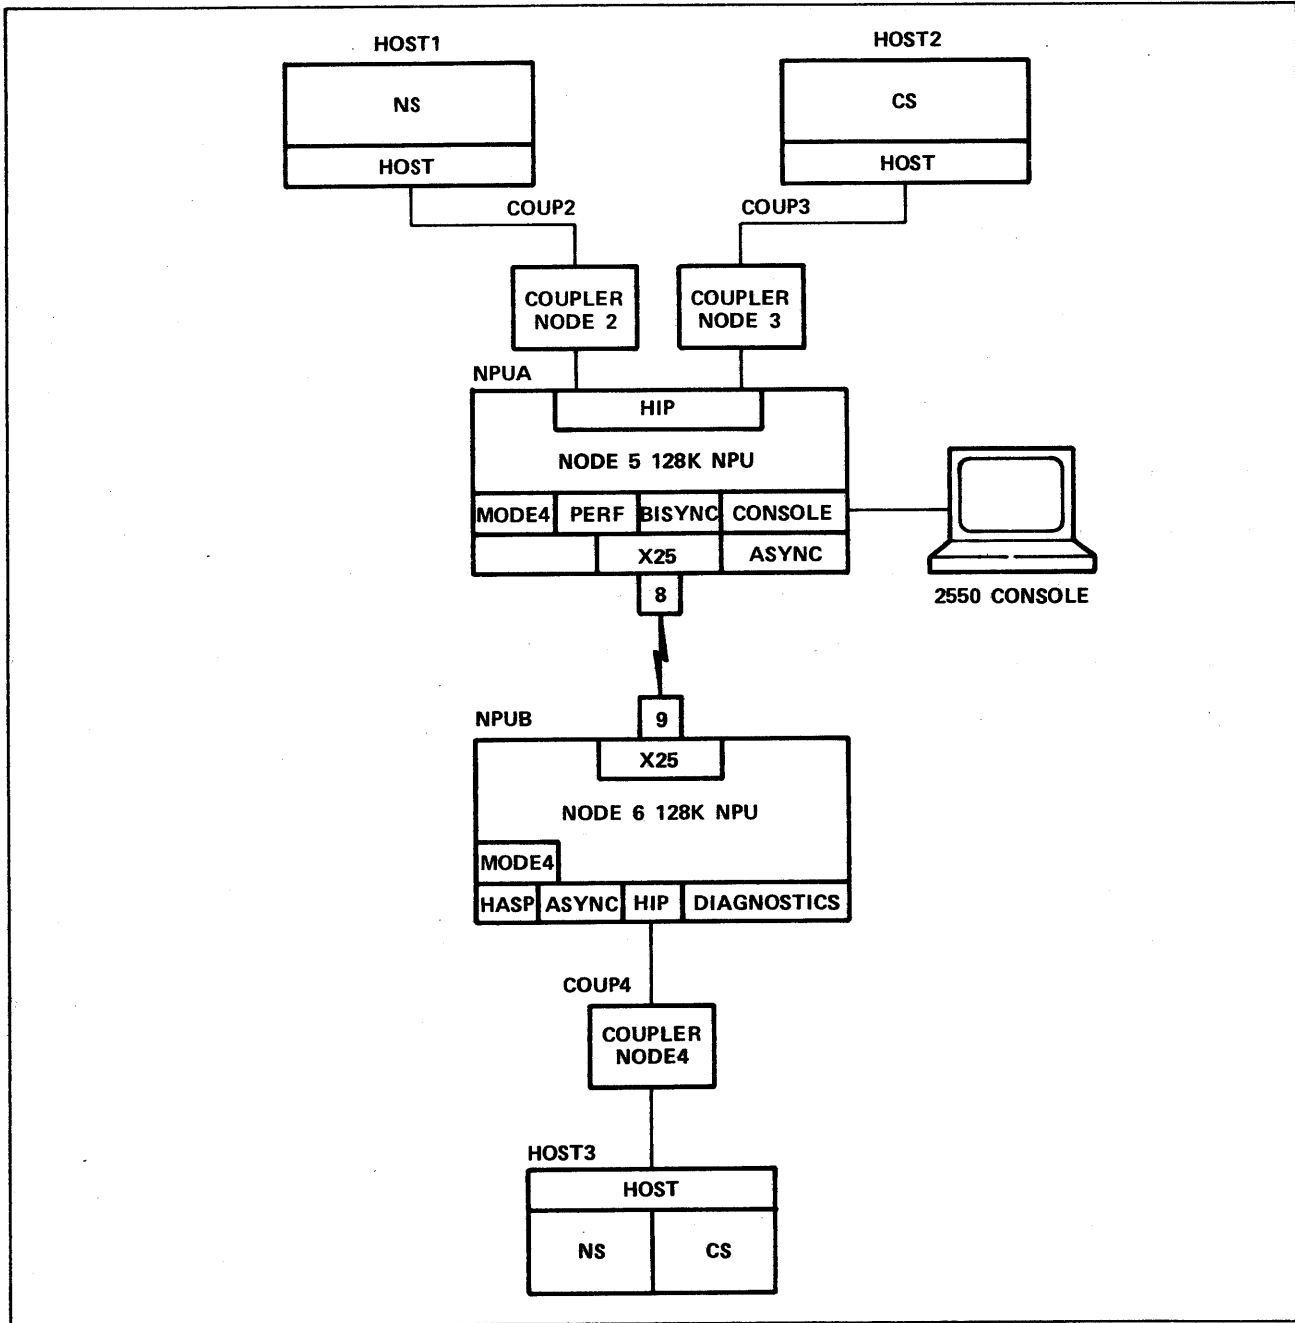 HOST1
HOST2
NS
CS
HOST
HOST
COUP2
COUP3
COUPLER
NODE 2
COUPLER
NODE 3
NPUA
HIP
NODE 5 128K NPU
MODE4 PERF BISYNC CONSOLE
X25 ASYNC
8
2550 CONSOLE
NPUB
9
X25
NODE 6 128K NPU
MODE4
HASP ASYNC HIP DIAGNOSTICS
COUP4
COUPLER
NODE4
HOST3
HOST
NS CS